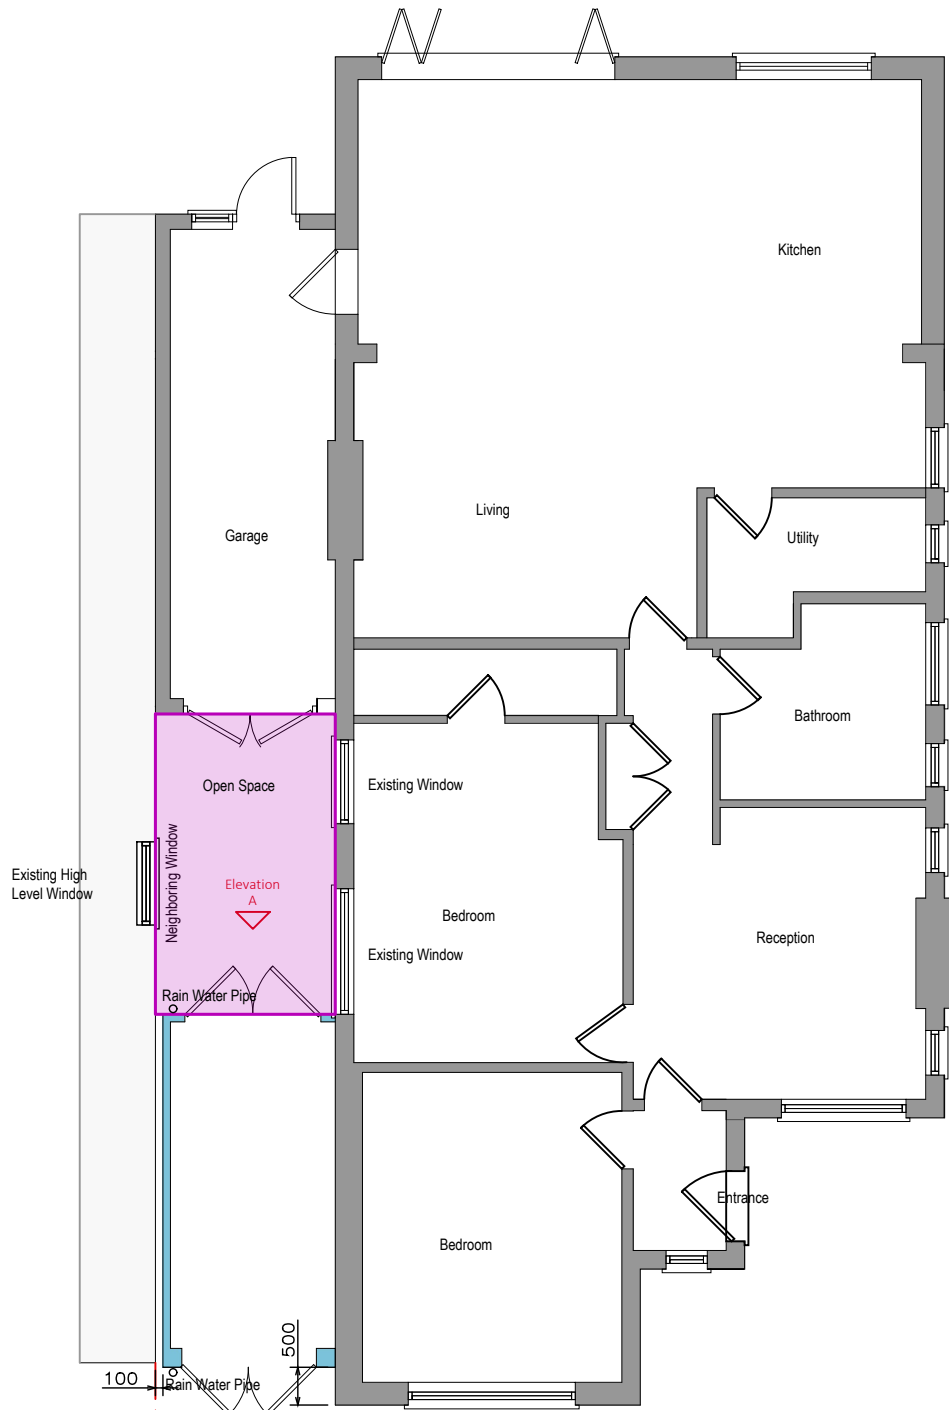 Kitchen
Living
Garage
Utility
Bathroom
Open Space
Existing Window
Neighboring Window
Existing High
Level Window
Elevation
A
Bedroom
Reception
Existing Window
Rain Water Pipe
Entrance
Bedroom
500
100
Rain Water Pipe